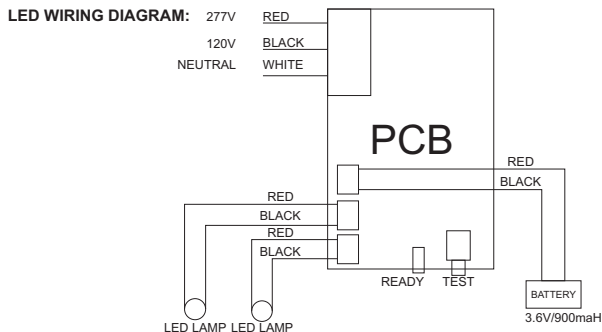 LED WIRING DIAGRAM: 277V RED
120V BLACK
NEUTRAL WHITE
PCB
RED
BLACK
RED
BLACK
RED
BLACK
READY TEST
BATTERY
3.6V/900maH
LED LAMP LED LAMP